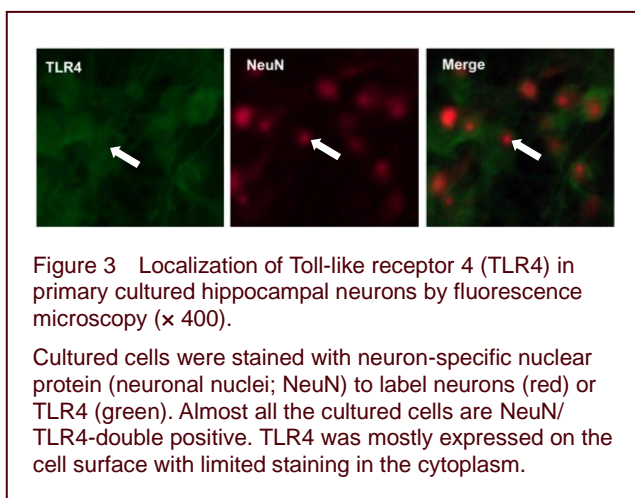 TLR4 NeuN Merge
Figure 3 Localization of Toll-like receptor 4 (TLR4) in
primary cultured hippocampal neurons by fluorescence
microscopy (× 400).
Cultured cells were stained with neuron-specific nuclear
protein (neuronal nuclei; NeuN) to label neurons (red) or
TLR4 (green). Almost all the cultured cells are NeuN/
TLR4-double positive. TLR4 was mostly expressed on the
cell surface with limited staining in the cytoplasm.